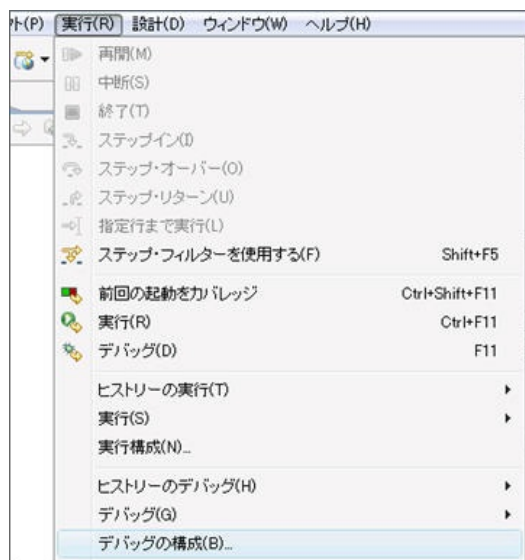 ト(P) 実行(R) 設計(D) ウィンドウ(W) ヘルプ(H)
再開(M)
中断(S)
終了(T)
ステップイン(I)
ステップ・オーバー(O)
ステップ・リターン(U)
指定行まで実行(L)
ステップ・フィルターを使用する(F) Shift+F5
前回の起動をカバレッジ Ctrl+Shift+F11
実行(R) Ctrl+F11
デバッグ(D) F11
ヒストリーの実行(T)
実行(S)
実行構成(N)...
ヒストリーのデバッグ(H)
デバッグ(G)
デバッグの構成(B)...